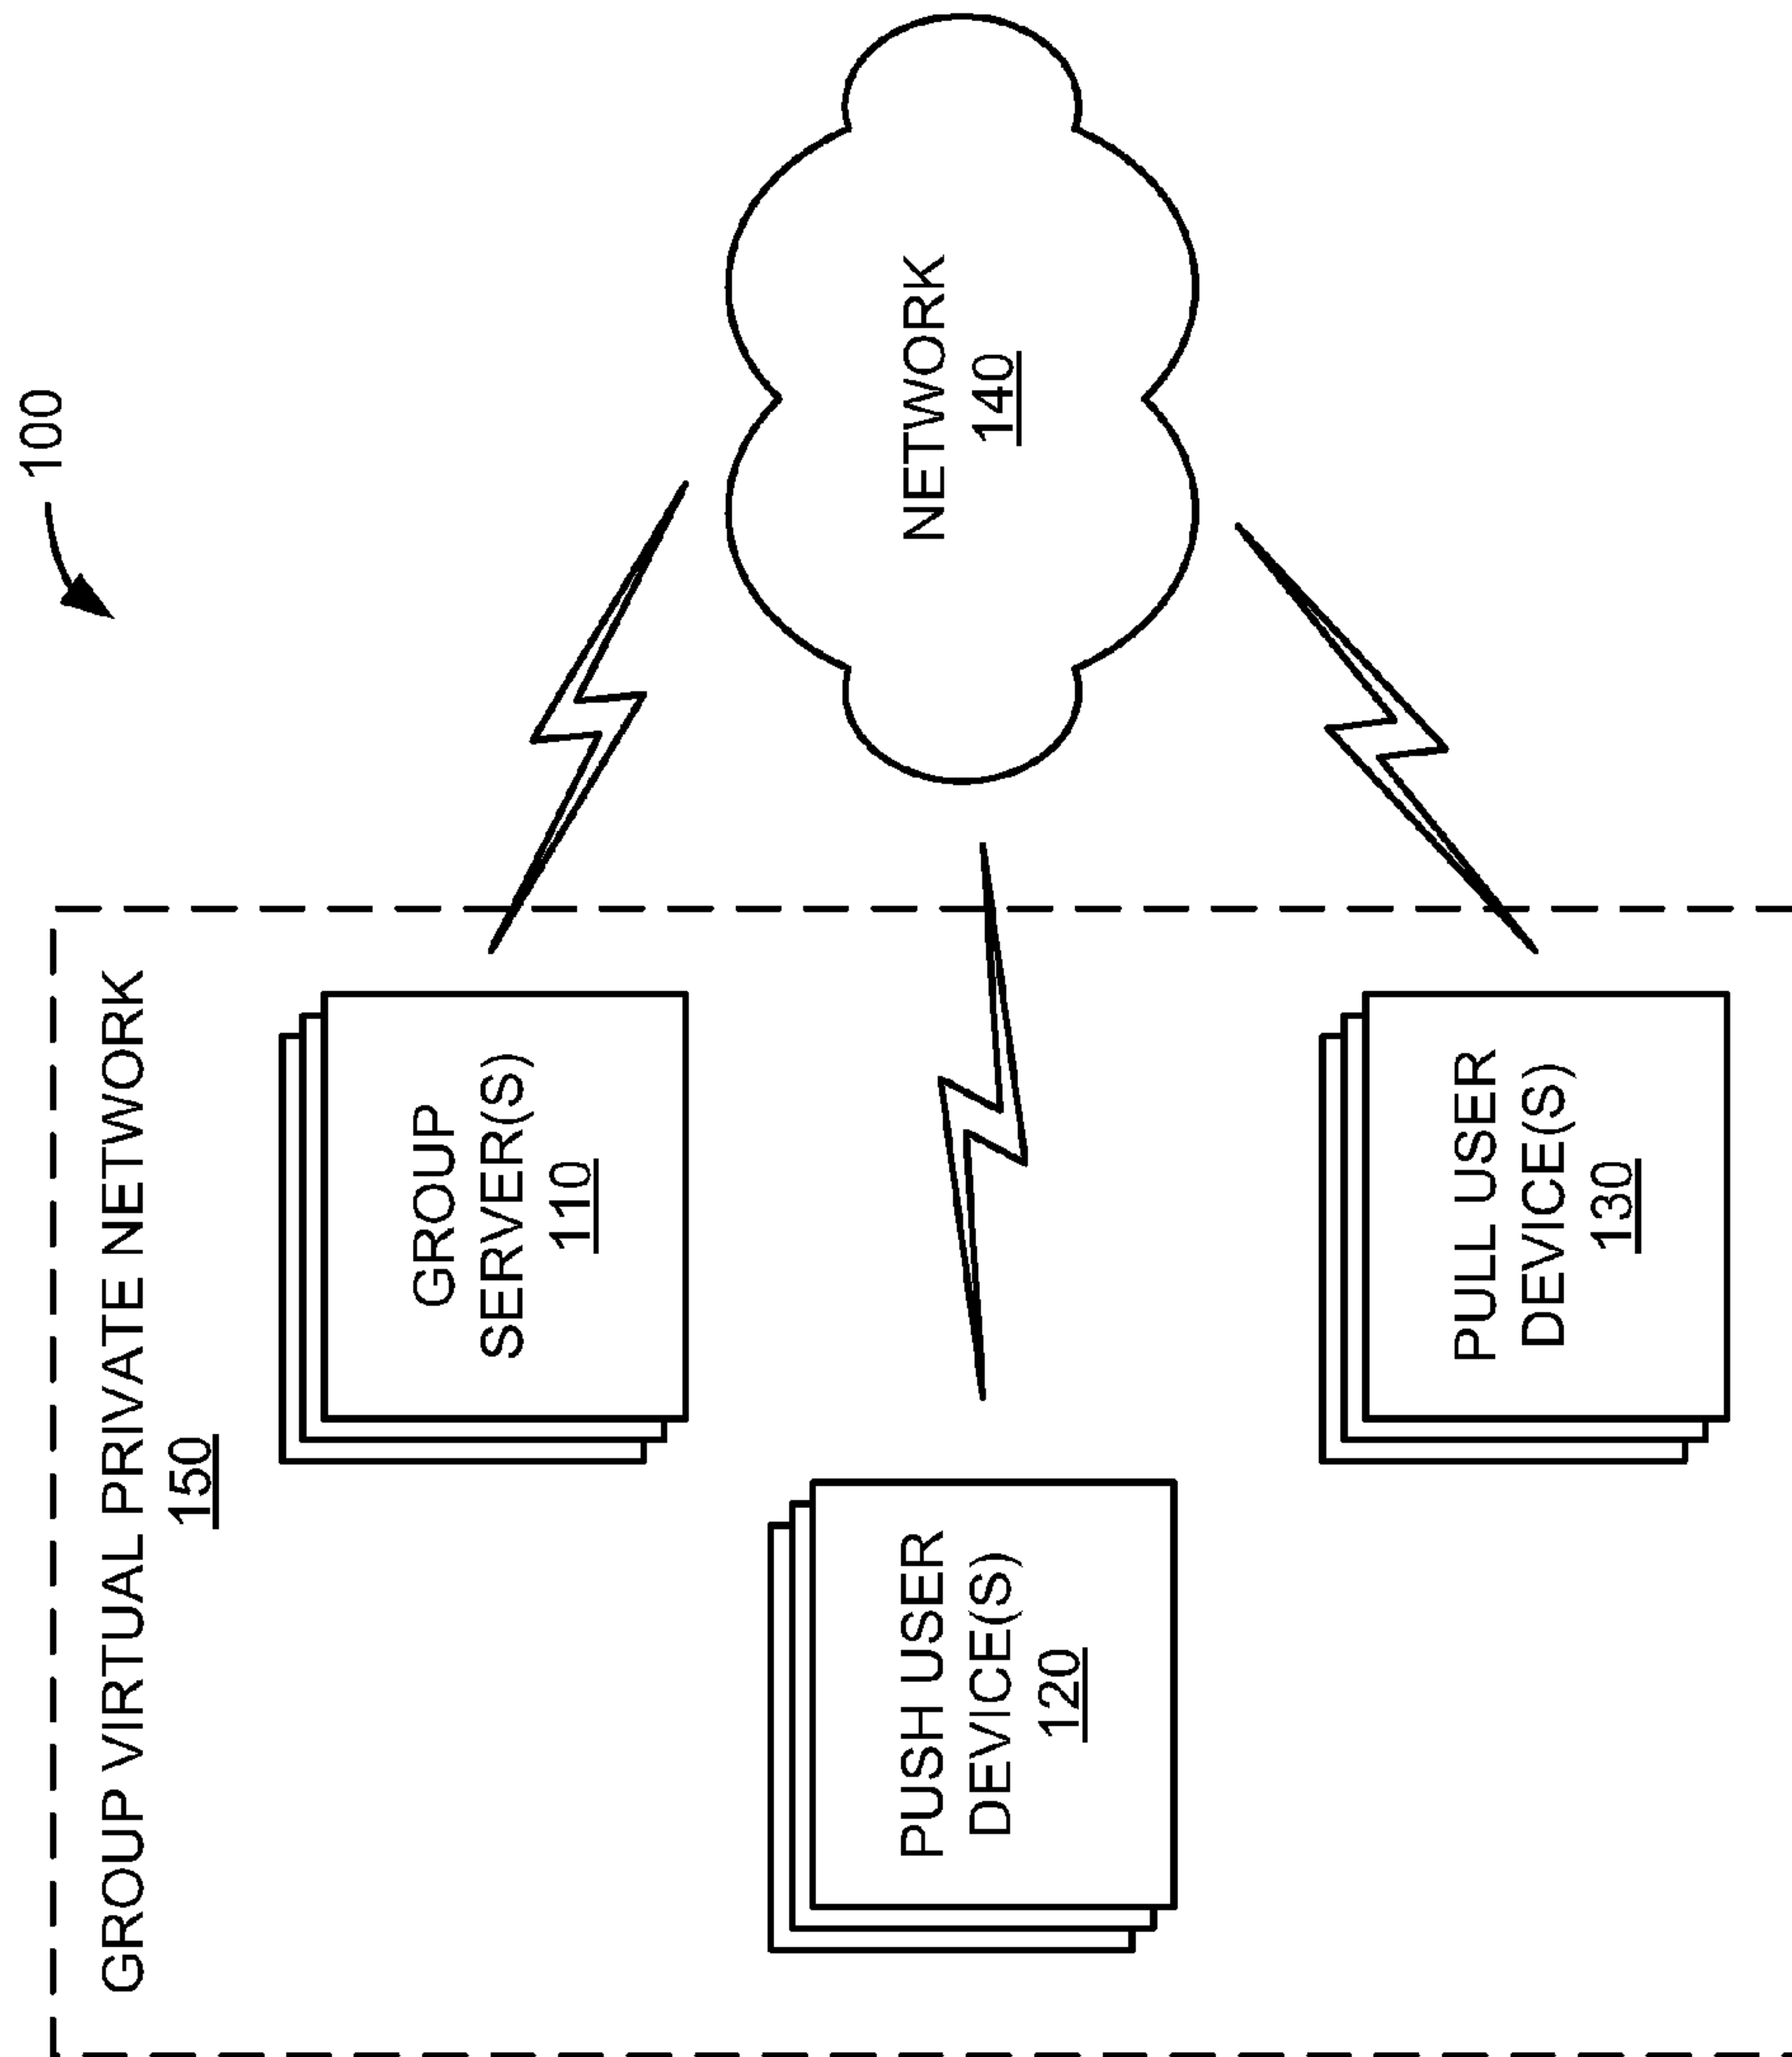 100
GROUP VIRTUAL PRIVATE NETWORK
150
GROUP
SERVER(S)
110
PUSH USER
DEVICE(S)
120
PULL USER
DEVICE(S)
130
NETWORK
140